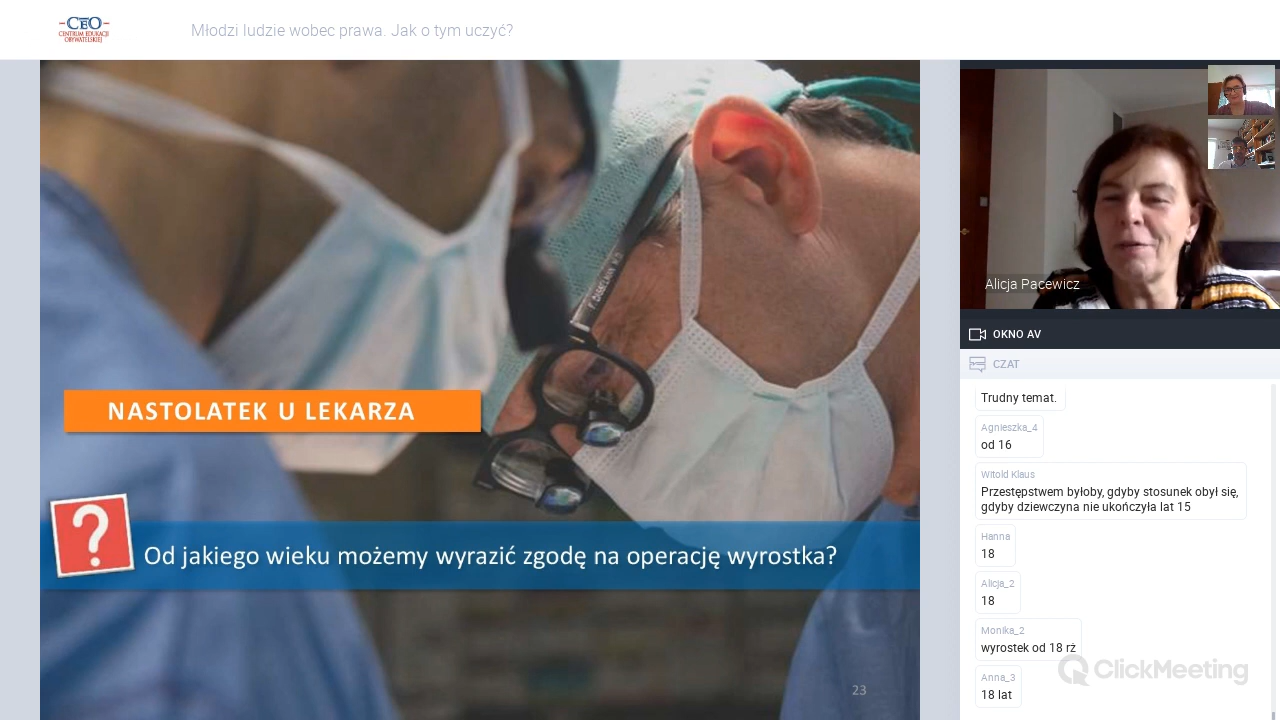 CEO
CENTRUM EDUKACJI
OBYWATELSKIEJ
Młodzi ludzie wobec prawa. Jak o tym uczyć?
NASTOLATEK U LEKARZA
?
Od jakiego wieku możemy wyrazić zgodę na operację wyrostka?
23
Alicja Pacewicz
OKNO AV
CZAT
Trudny temat.
Agnieszka_4
od 16
Witold Klaus
Przestępstwem byłoby, gdyby stosunek obył się,
gdyby dziewczyna nie ukończyła lat 15
Hanna
18
Alicja_2
18
Monika_2
wyrostek od 18 rż
Anna_3
18 lat
ClickMeeting